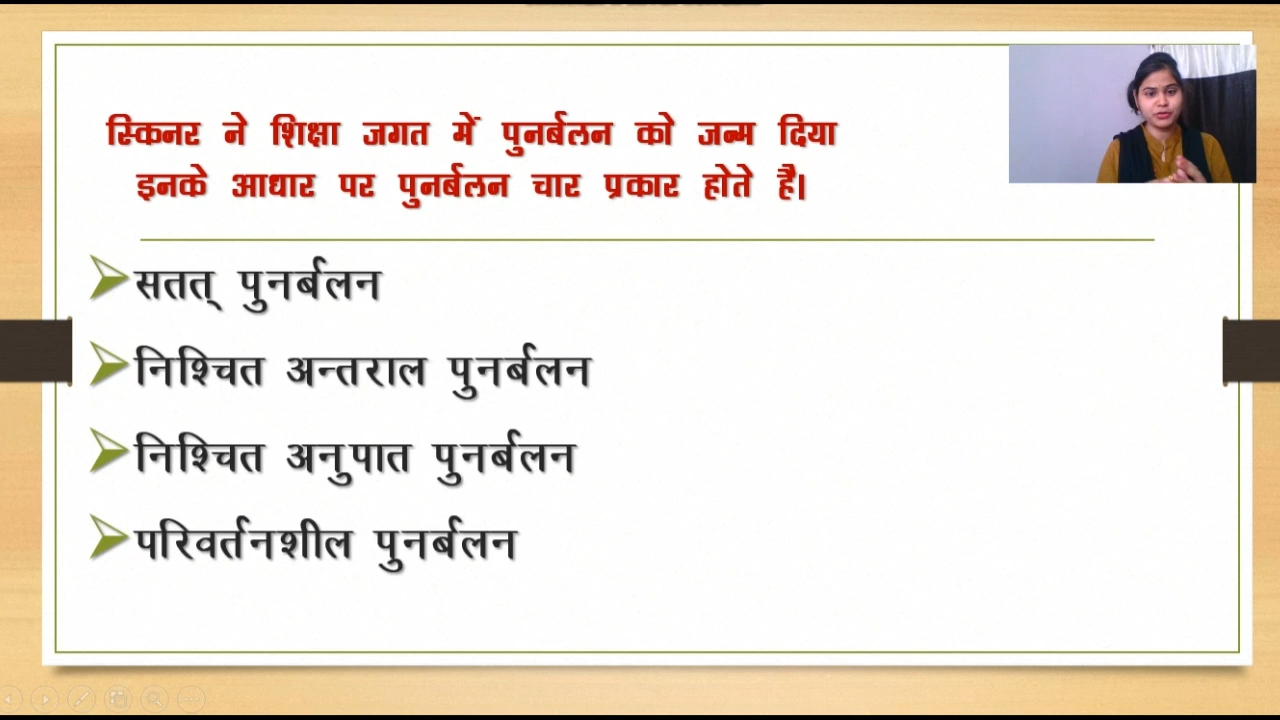 स्किनर ने शिक्षा जगत में पुनर्बलन को जन्म दिया
इनके आधार पर पुनर्बलन चार प्रकार होते है।
सतत् पुनर्बलन
निश्चित अन्तराल पुनर्बलन
निश्चित अनुपात पुनर्बलन
परिवर्तनशील पुनर्बलन